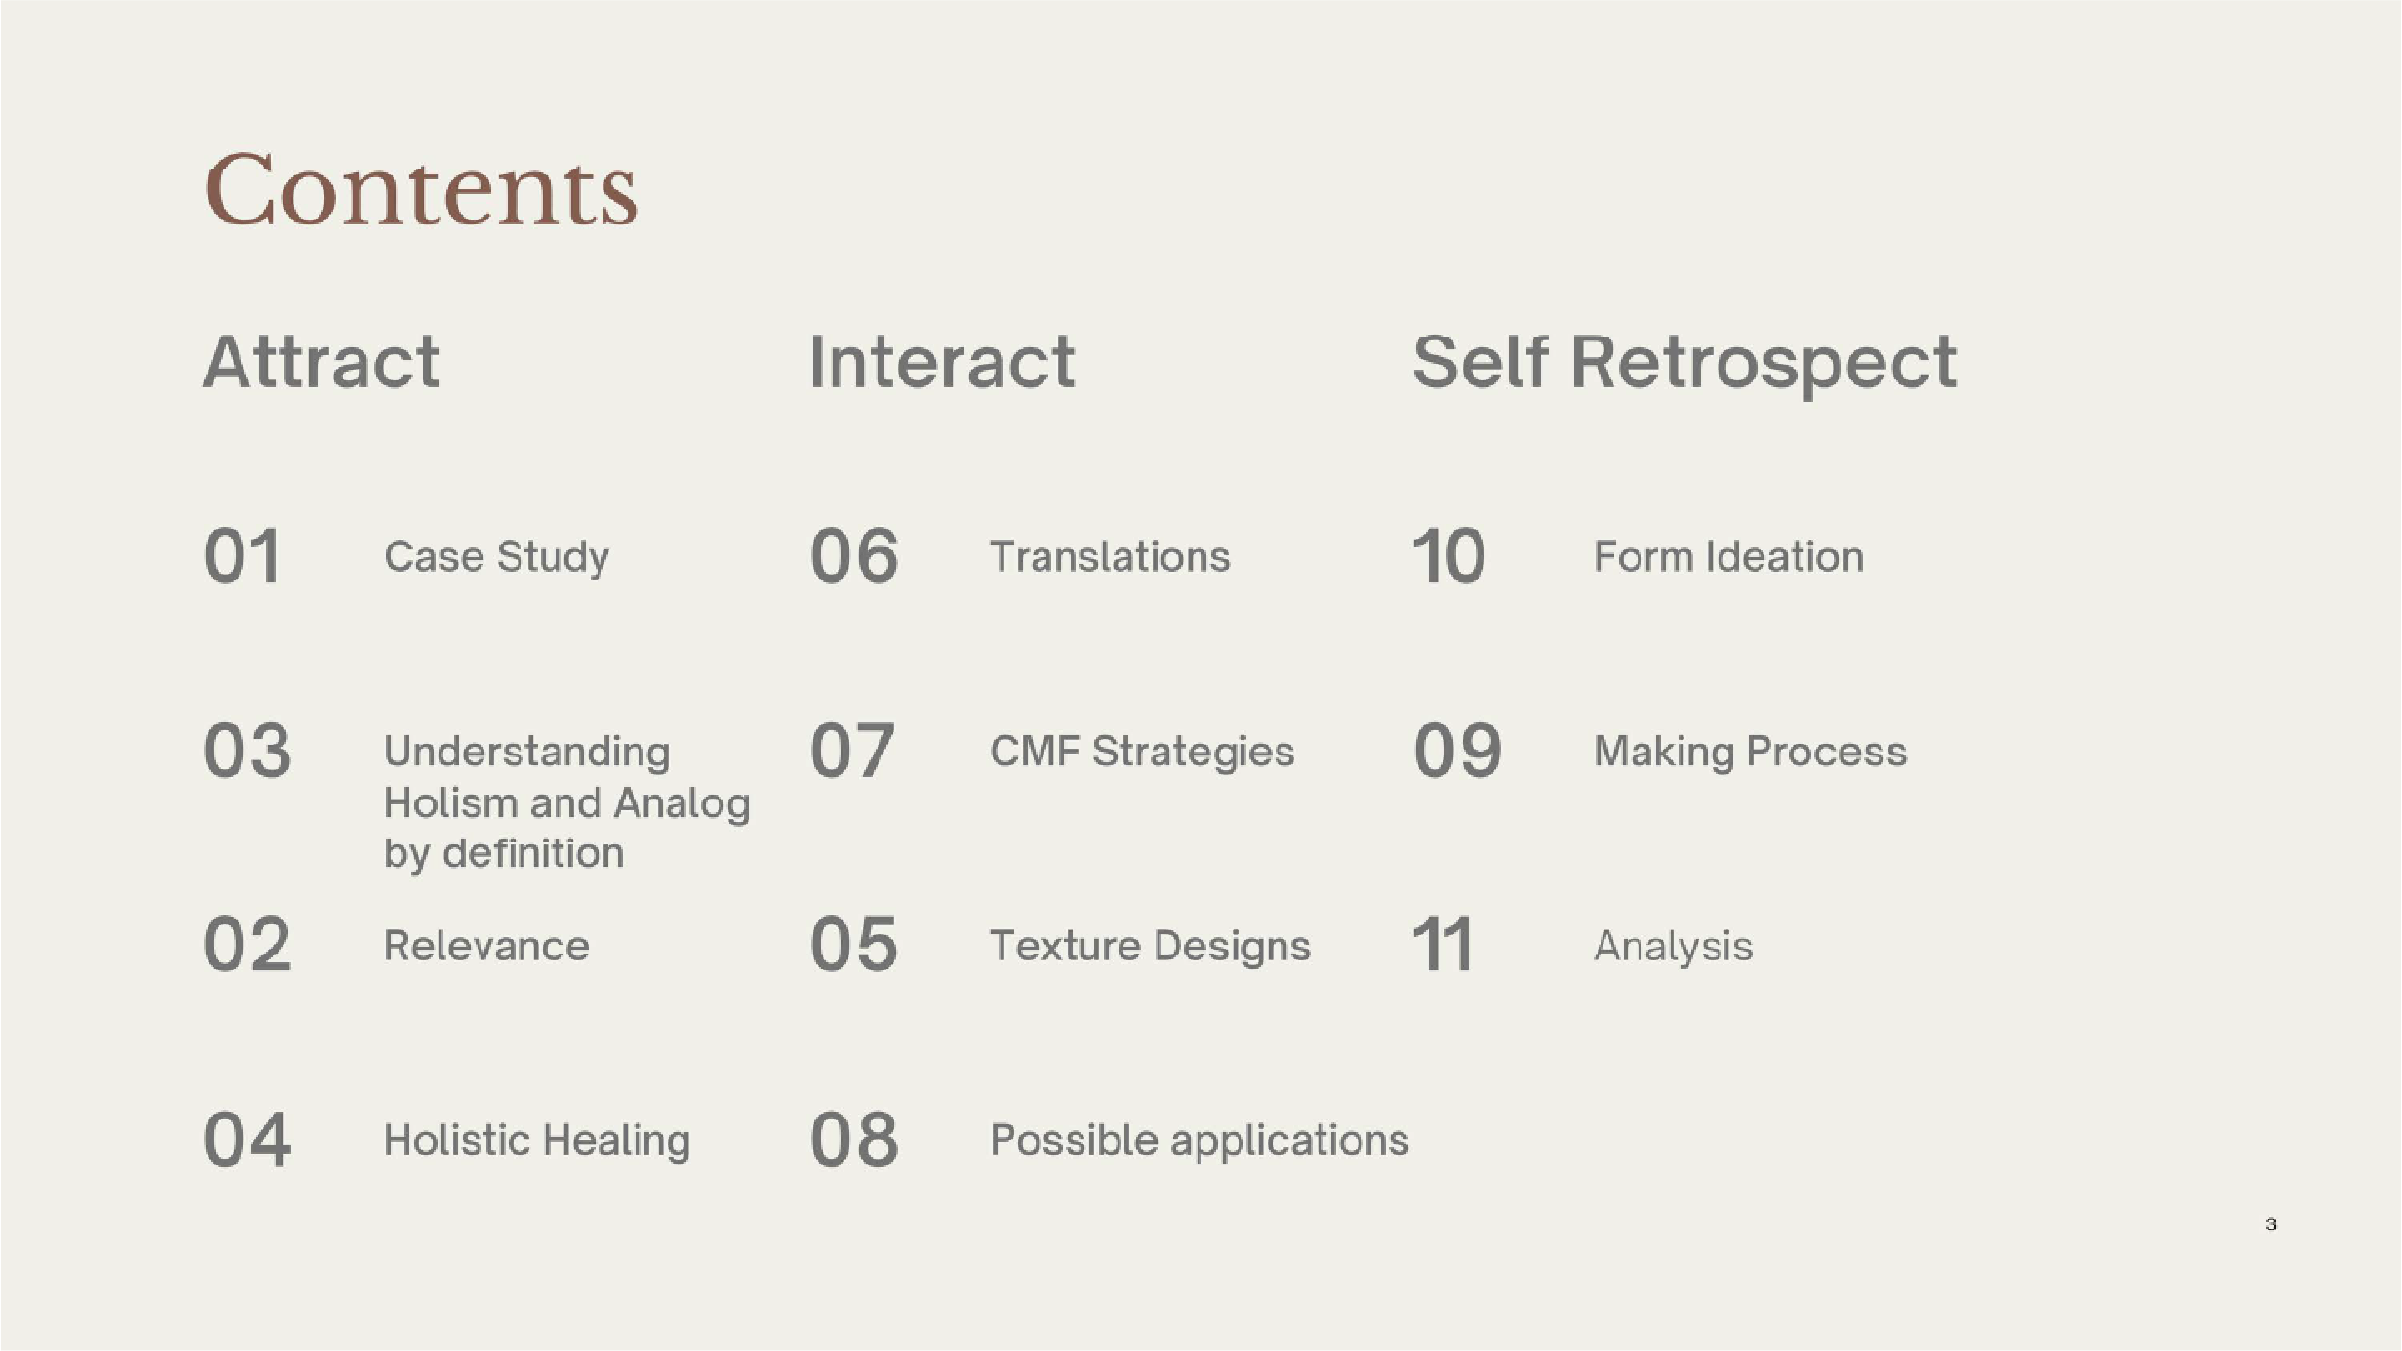 Contents
Attract
01 Case Study
03 Understanding
Holism and Analog
by definition
02 Relevance
04 Holistic Healing
Interact
06 Translations
07 CMF Strategies
05 Texture Designs
08 Possible applications
Self Retrospect
10 Form Ideation
09 Making Process
11 Analysis
3